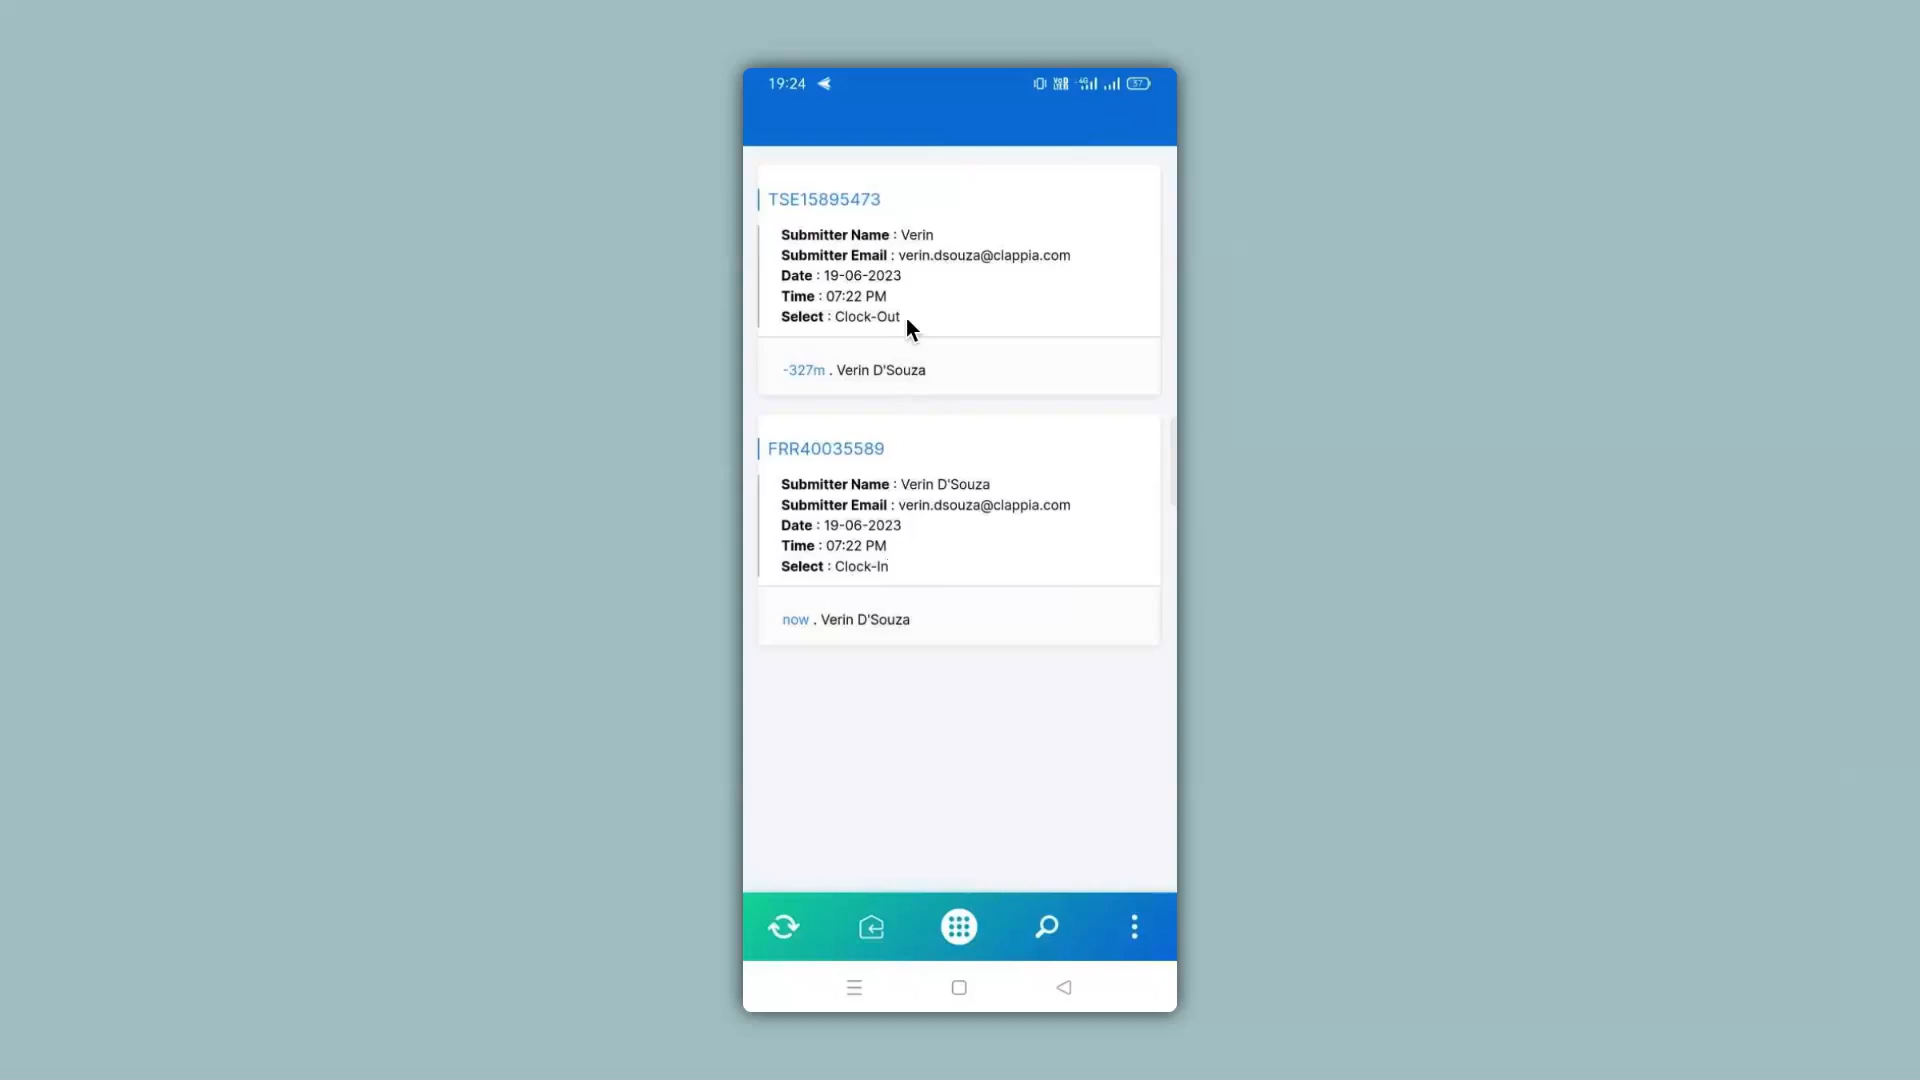 19:24
37
TSE15895473
Submitter Name : Verin
Submitter Email : verin.dsouza@clappia.com
Date : 19-06-2023
Time : 07:22 PM
Select : Clock-Out
-327m . Verin D'Souza
FRR40035589
Submitter Name : Verin D'Souza
Submitter Email : verin.dsouza@clappia.com
Date : 19-06-2023
Time : 07:22 PM
Select : Clock-In
now . Verin D'Souza